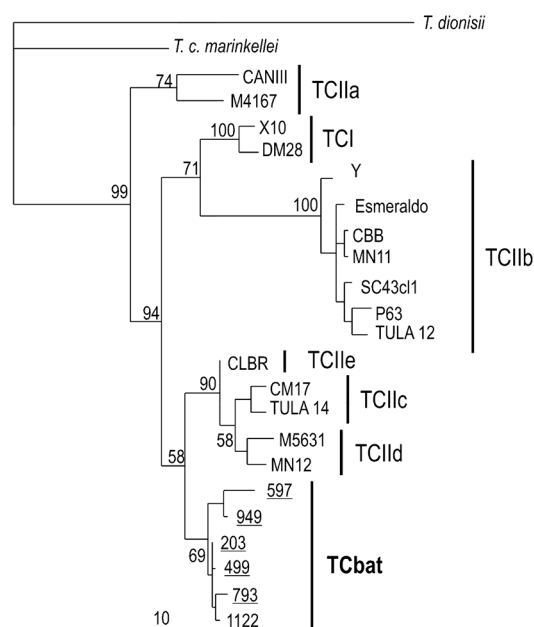 T. dionisii
T. c. marinkellei
74
CANIII
M4167
TCIIa
100
X10
DM28
TCI
71
99
Y
100
Esmeraldo
CBB
MN11
TCIIb
SC43cl1
P63
TULA 12
94
CLBR
TCIIe
90
CM17
TULA 14
TCIIc
58
M5631
MN12
TCIId
58
597
949
203
69
499
TCbat
793
10
1122